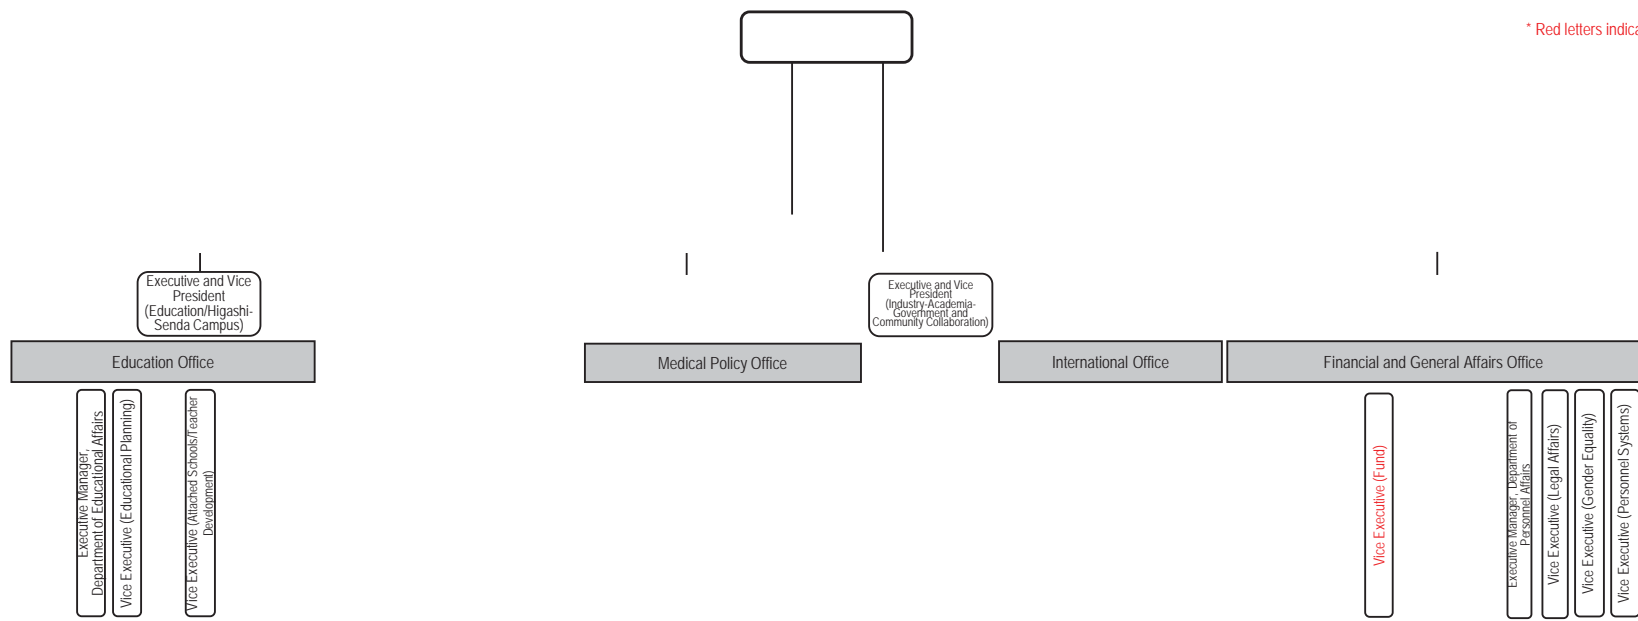 * Red letters indica
Executive and Vice
President
(Education/Higashi-
Senda Campus)
Executive and Vice
President
(Industry-Academia-
Government and
Community Collaboration)
Education Office
Medical Policy Office
International Office
Financial and General Affairs Office
Executive Manager,
Department of Educational Affairs
Vice Executive (Educational Planning)
Vice Executive (Attached Schools/Teacher
Development)
Vice Executive (Fund)
Executive Manager, Department of
Personnel Affairs
Vice Executive (Legal Affairs)
Vice Executive (Gender Equality)
Vice Executive (Personnel Systems)